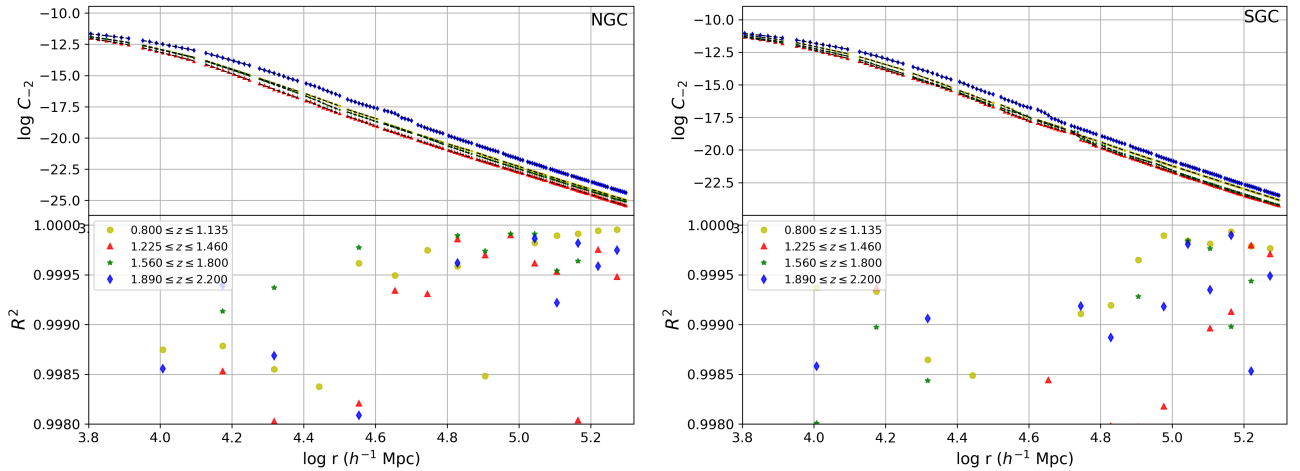 NGC
−10.0
−12.5
−15.0
−17.5
−20.0
−22.5
−25.0
log C₋₂
1.0000
0.9995
0.9990
0.9985
0.9980
R²
3
0.800 ≤ z ≤ 1.135
1.225 ≤ z ≤ 1.460
1.560 ≤ z ≤ 1.800
1.890 ≤ z ≤ 2.200
3.8 4.0 4.2 4.4 4.6 4.8 5.0 5.2
log r (h⁻¹ Mpc)
SGC
−10.0
−12.5
−15.0
−17.5
−20.0
−22.5
log C₋₂
1.0000
0.9995
0.9990
0.9985
0.9980
R²
3
0.800 ≤ z ≤ 1.135
1.225 ≤ z ≤ 1.460
1.560 ≤ z ≤ 1.800
1.890 ≤ z ≤ 2.200
3.8 4.0 4.2 4.4 4.6 4.8 5.0 5.2
log r (h⁻¹ Mpc)